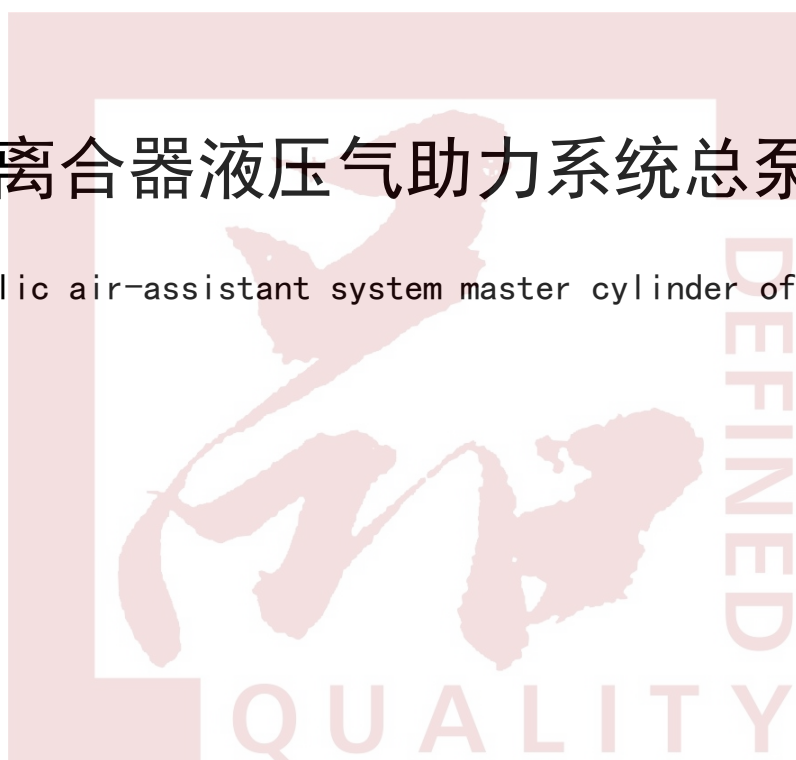 离合器液压气助力系统总泵
lic air-assistant system master cylinder of
DEFINED
QUALITY